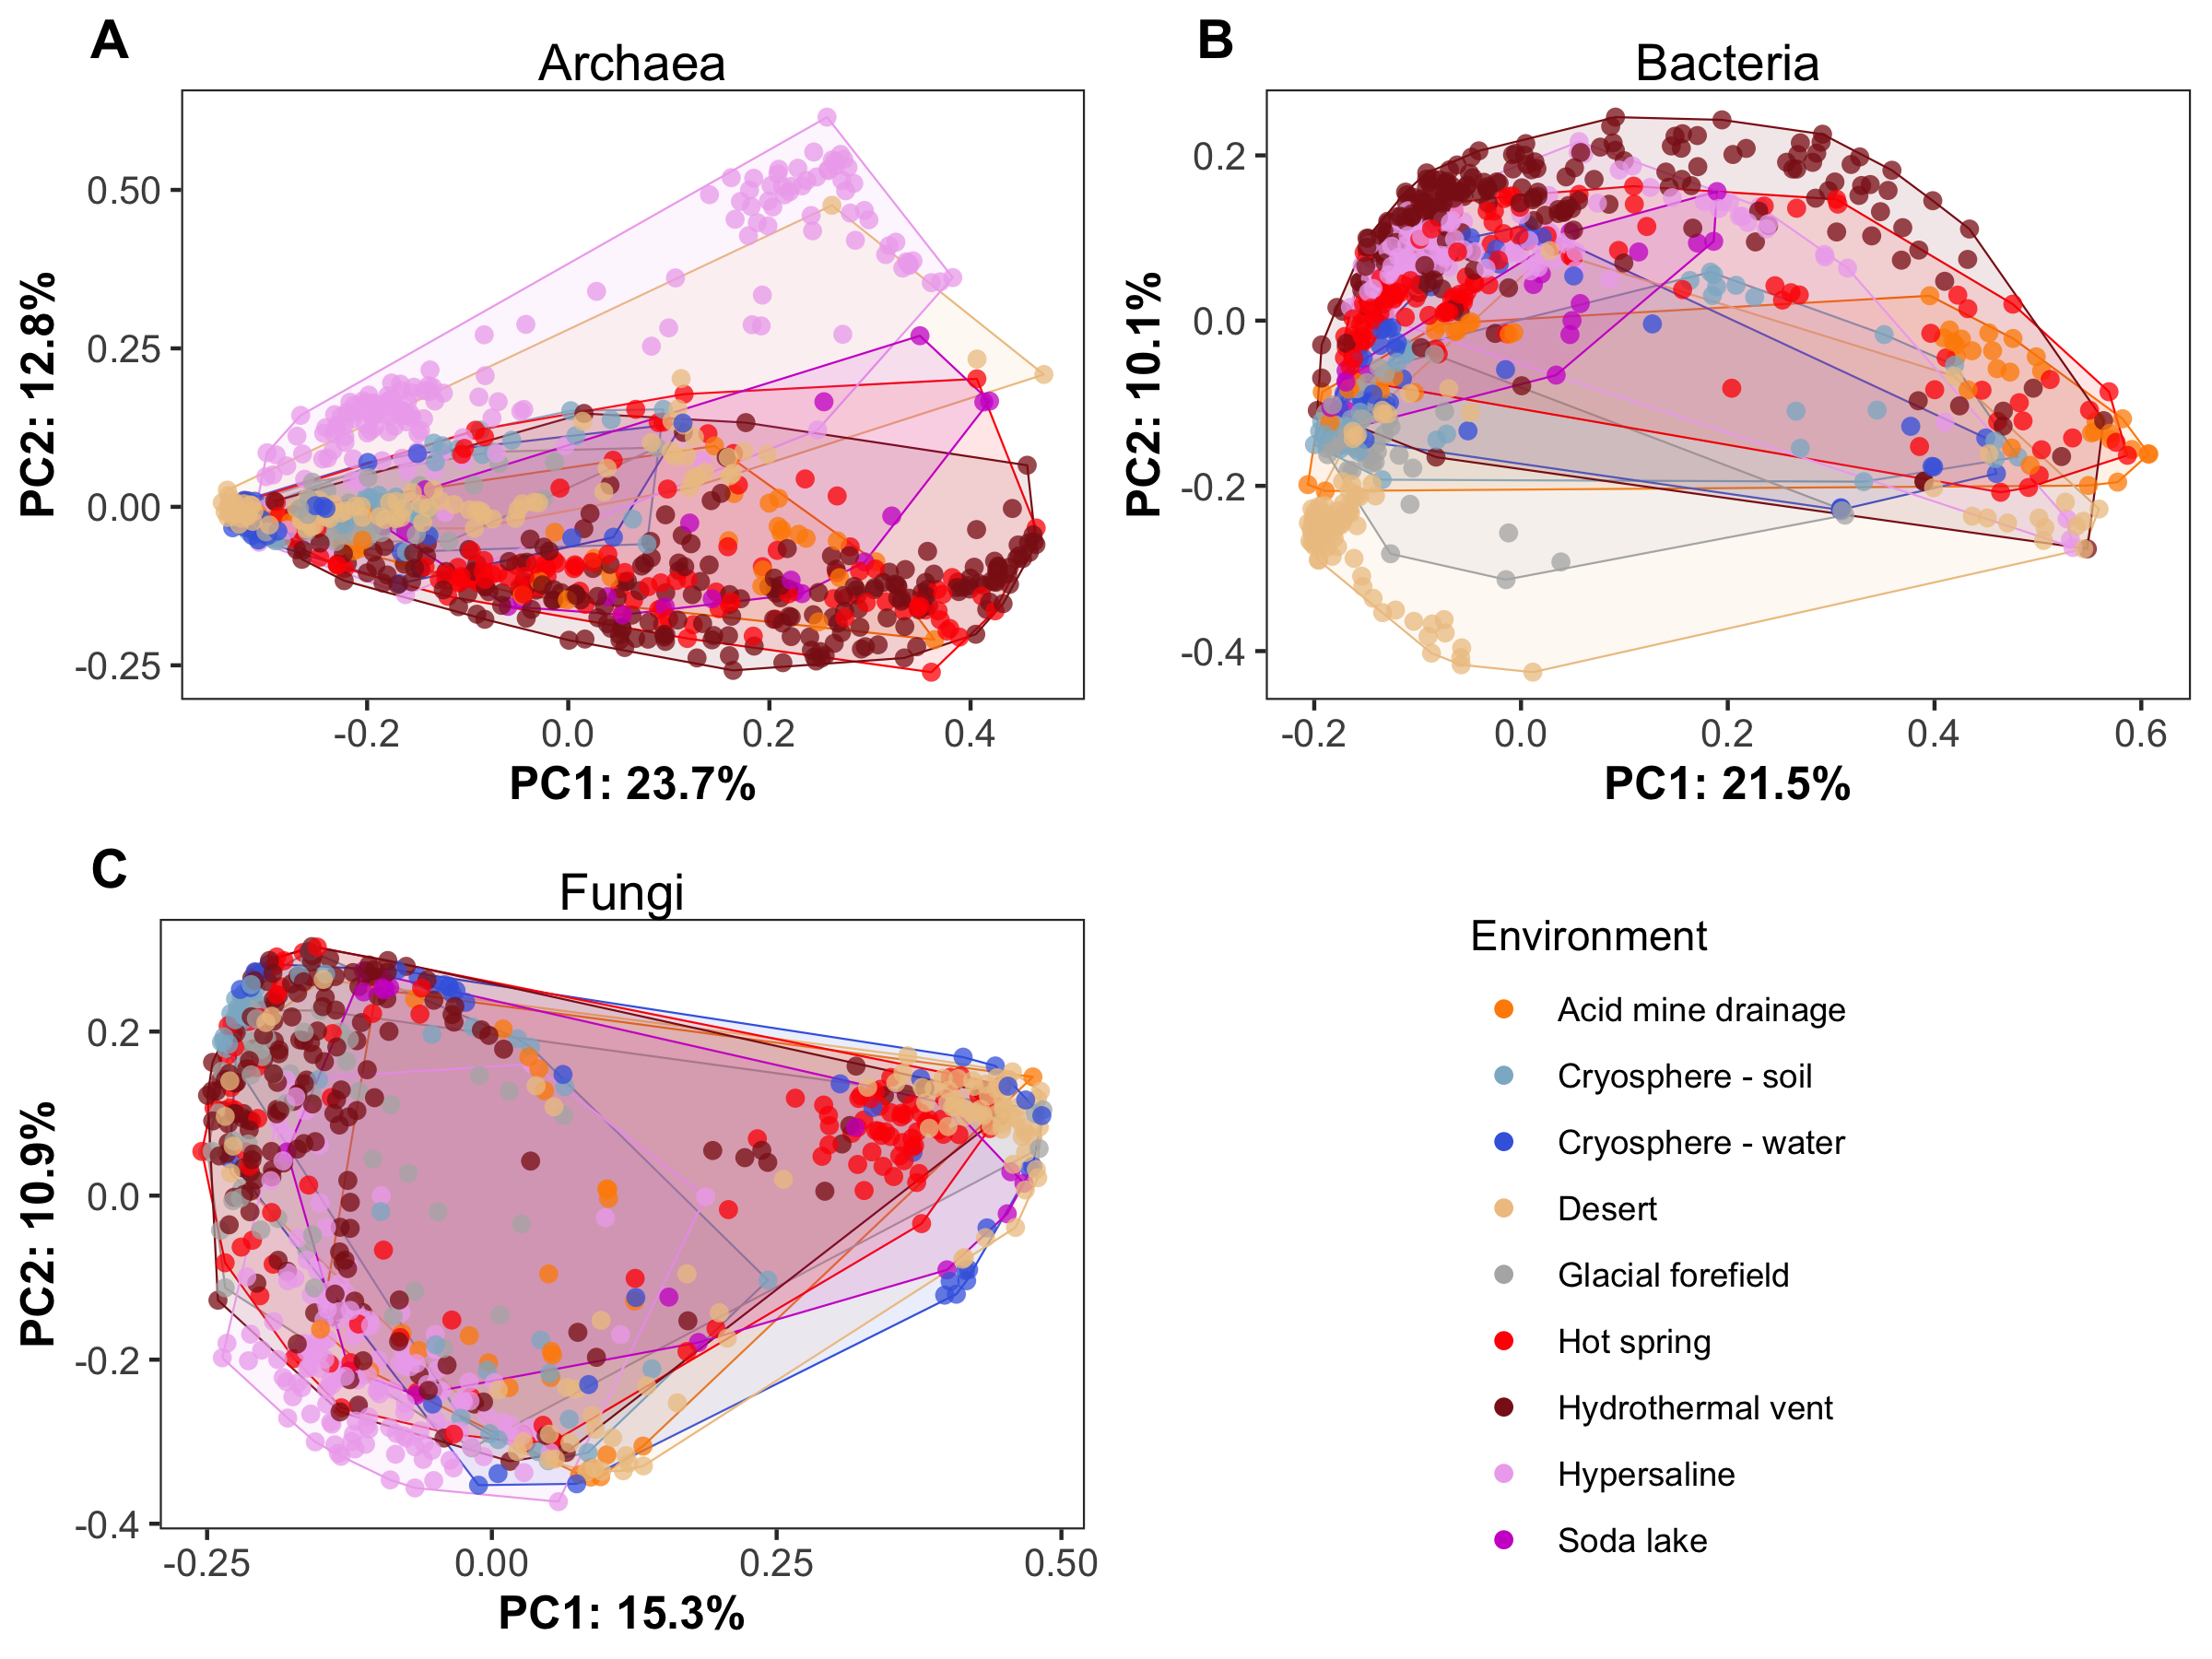 A
Archaea
PC2: 12.8%
0.50
0.25
0.00
-0.25
-0.2
0.0
0.2
0.4
PC1: 23.7%
B
Bacteria
PC2: 10.1%
0.2
0.0
-0.2
-0.4
-0.2
0.0
0.2
0.4
0.6
PC1: 21.5%
C
Fungi
PC2: 10.9%
0.2
0.0
-0.2
-0.4
-0.25
0.00
0.25
0.50
PC1: 15.3%
Environment
Acid mine drainage
Cryosphere - soil
Cryosphere - water
Desert
Glacial forefield
Hot spring
Hydrothermal vent
Hypersaline
Soda lake